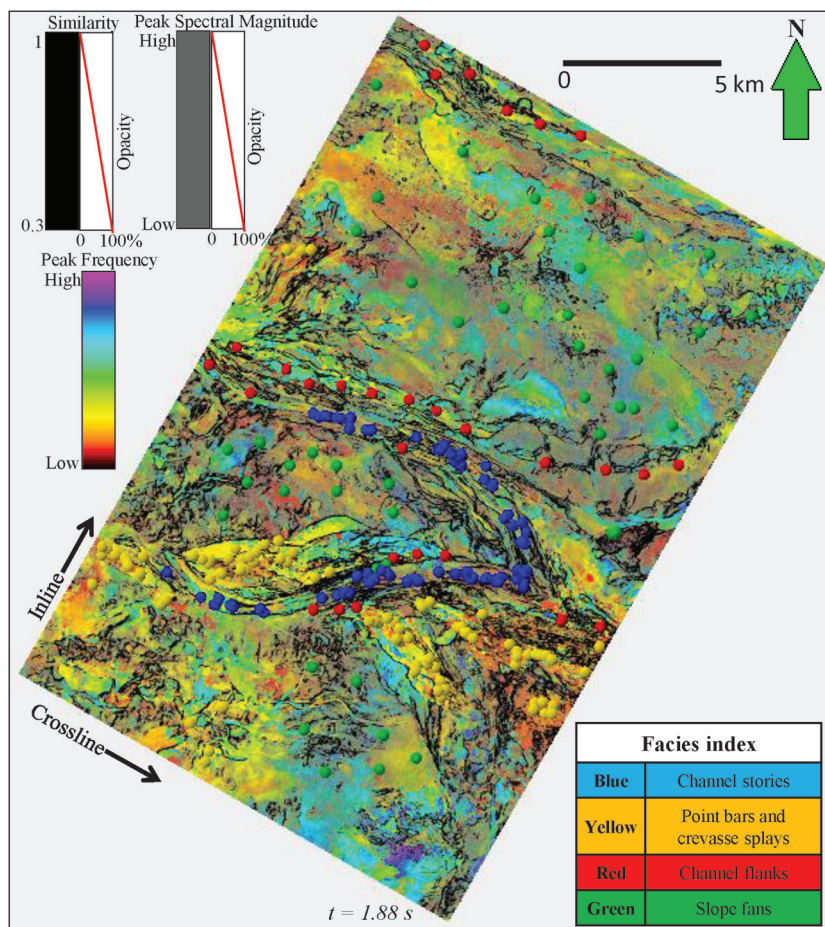 Similarity
Peak Spectral Magnitude
1
High
Opacity
Opacity
0.3
Low
0
100%
0
100%
Peak Frequency
High
Low
0
5 km
N
Inline
Crossline
t = 1.88 s
Facies index
Blue
Channel stories
Yellow
Point bars and
crevasse splays
Red
Channel flanks
Green
Slope fans